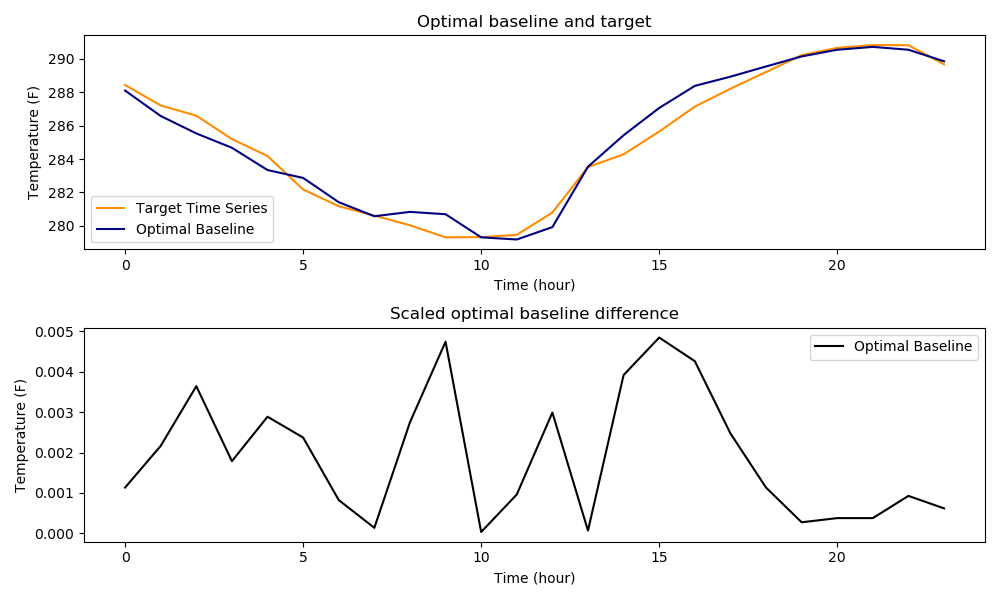 Optimal baseline and target
Temperature (F)
290
288
286
284
282
280
Target Time Series
Optimal Baseline
0 5 10 15 20
Time (hour)
Scaled optimal baseline difference
Temperature (F)
0.005
0.004
0.003
0.002
0.001
0.000
Optimal Baseline
0 5 10 15 20
Time (hour)